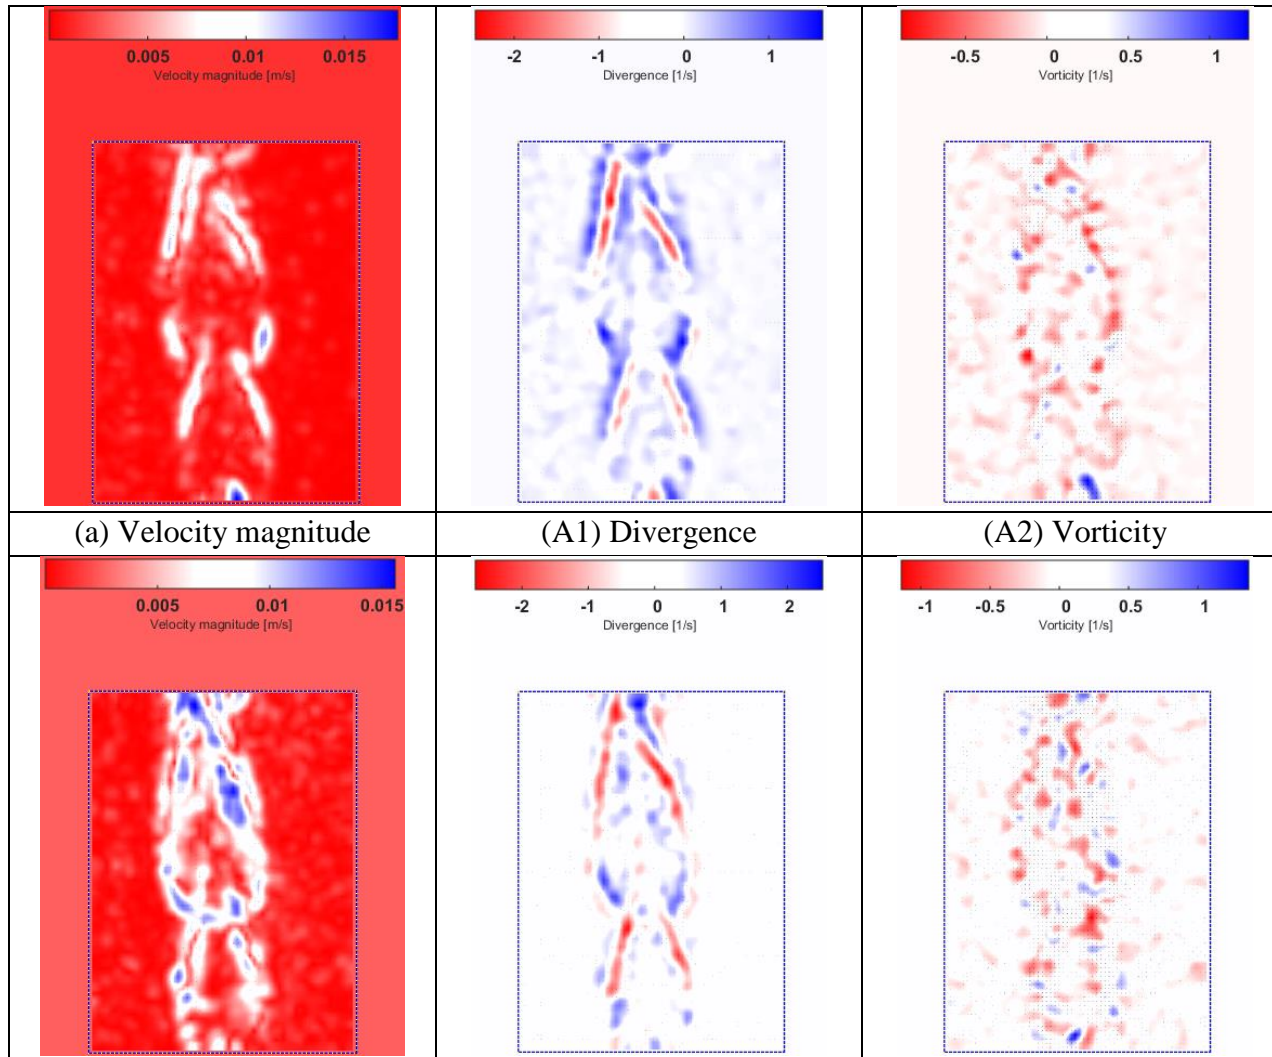 0.005 0.01 0.015
Velocity magnitude [m/s]
-2 -1 0 1
Divergence [1/s]
-0.5 0 0.5 1
Vorticity [1/s]
(a) Velocity magnitude
(A1) Divergence
(A2) Vorticity
0.005 0.01 0.015
Velocity magnitude [m/s]
-2 -1 0 1 2
Divergence [1/s]
-1 -0.5 0 0.5 1
Vorticity [1/s]